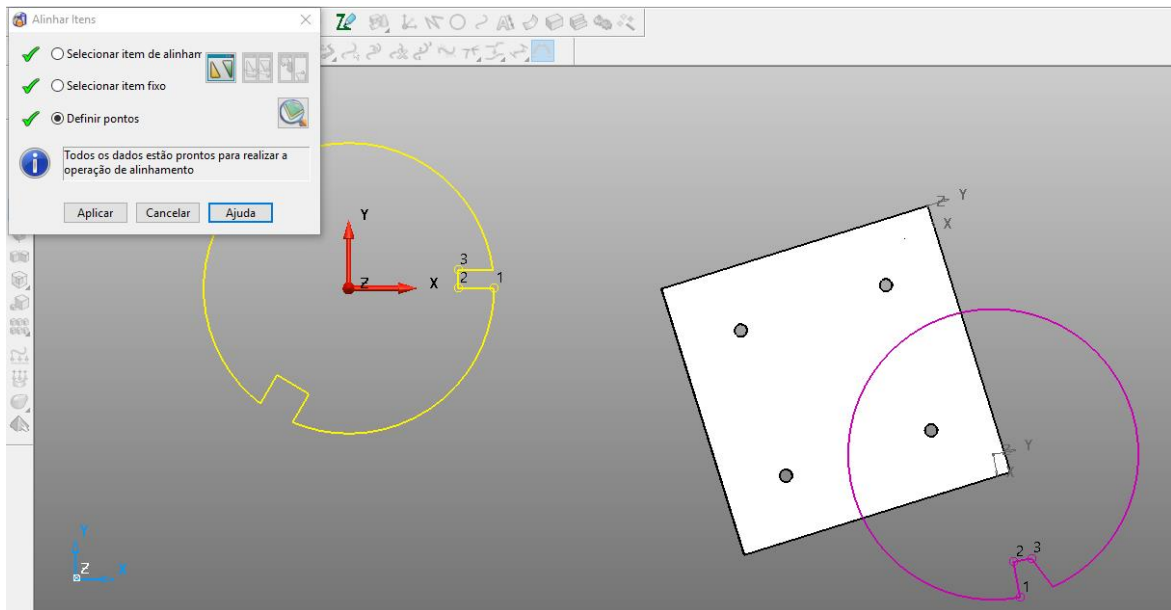 Alinhar Itens
Selecionar item de alinham
Selecionar item fixo
Definir pontos
Todos os dados estão prontos para realizar a
operação de alinhamento
Aplicar
Cancelar
Ajuda
Y
X
Z
3
2
1
Z
Y
X
Z
Y
X
2
3
1
Y
Z
X